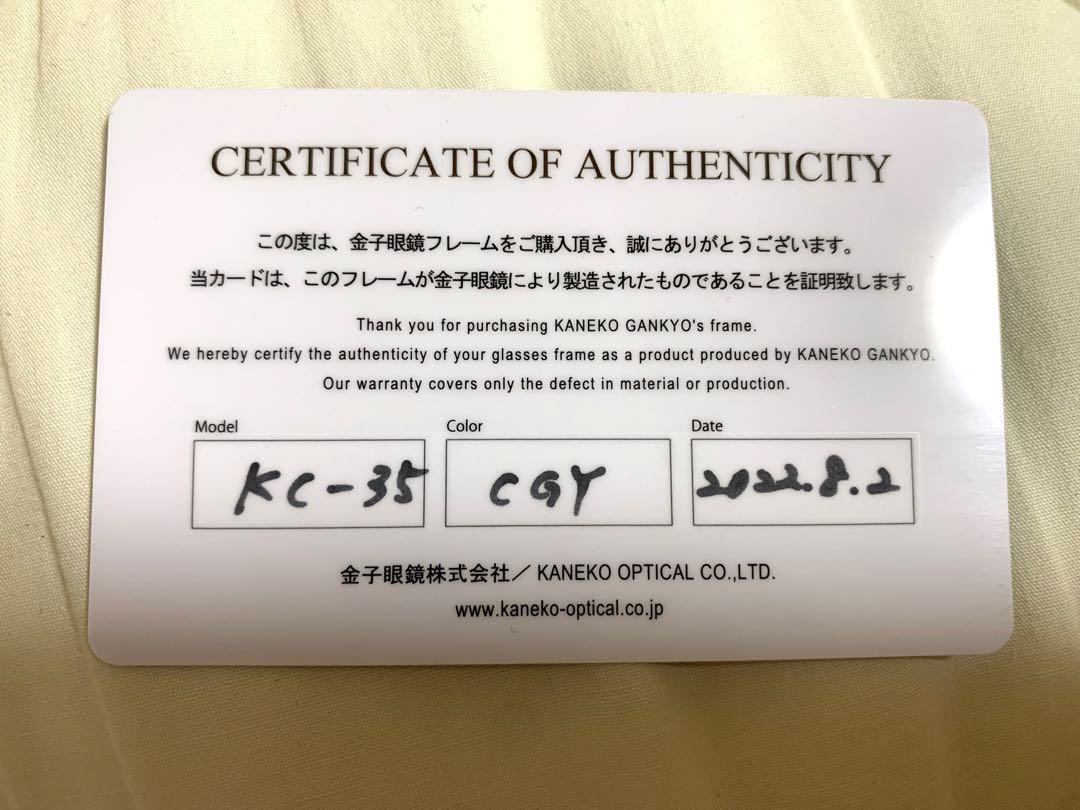 CERTIFICATE OF AUTHENTICITY
この度は、金子眼鏡フレームをご購入頂き、誠にありがとうございます。
当カードは、このフレームが金子眼鏡により製造されたものであることを証明致します。
Thank you for purchasing KANEKO GANKYO's frame.
We hereby certify the authenticity of your glasses frame as a product produced by KANEKO GANKYO.
Our warranty covers only the defect in material or production.
Model Color Date
KC-35 CGY 2022.8.2
金子眼鏡株式会社／KANEKO OPTICAL CO.,LTD.
www.kaneko-optical.co.jp